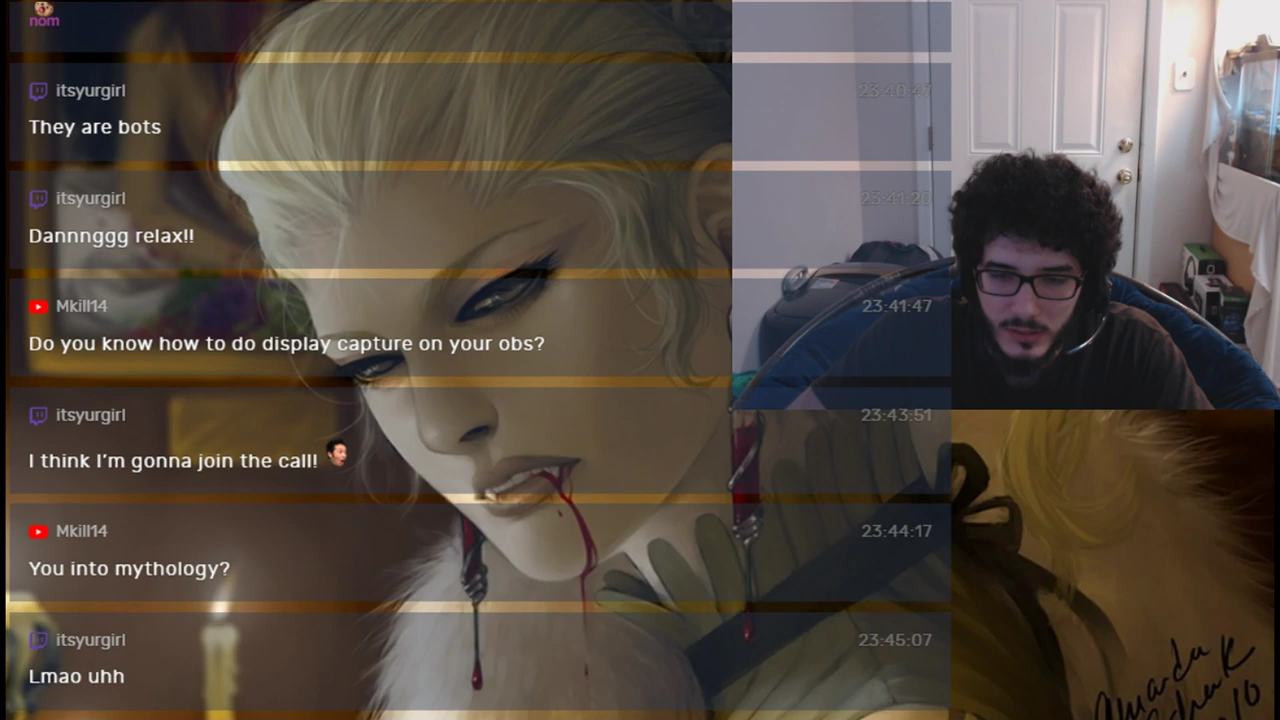 nom
itsyurgirl 23:40:47
They are bots
itsyurgirl 23:41:20
Dannnggg relax!!
Mkill14 23:41:47
Do you know how to do display capture on your obs?
itsyurgirl 23:43:51
I think I'm gonna join the call!
Mkill14 23:44:17
You into mythology?
itsyurgirl 23:45:07
Lmao uhh